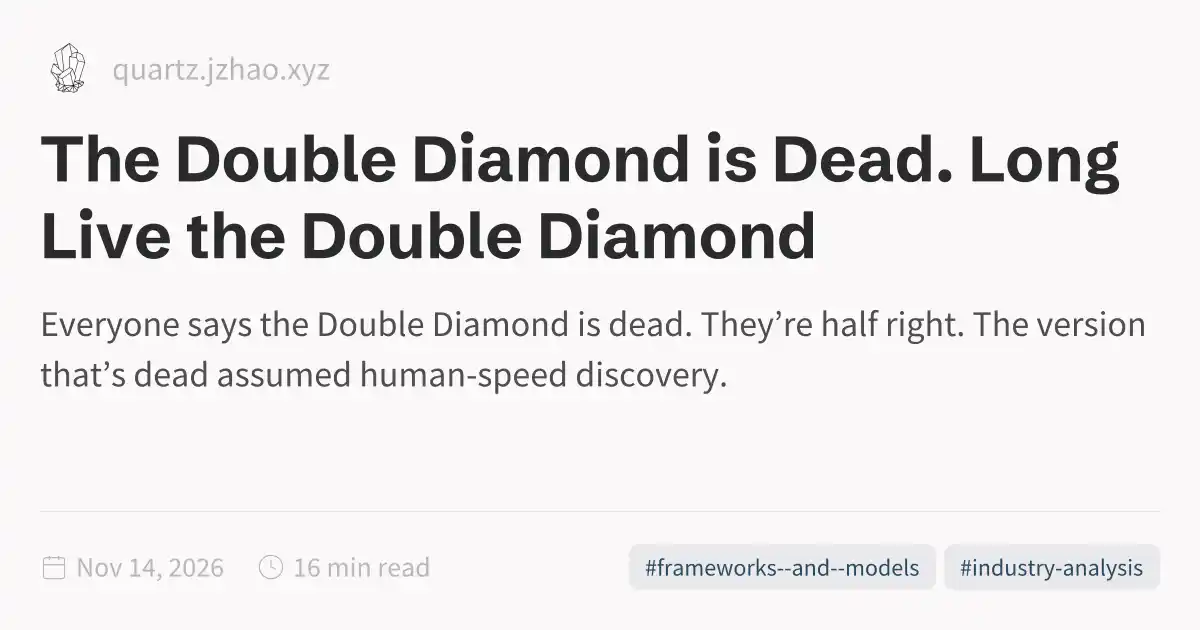 quartz.jzhao.xyz
The Double Diamond is Dead. Long
Live the Double Diamond
Everyone says the Double Diamond is dead. They’re half right. The version
that’s dead assumed human-speed discovery.
Nov 14, 2026 16 min read #frameworks--and--models #industry-analysis